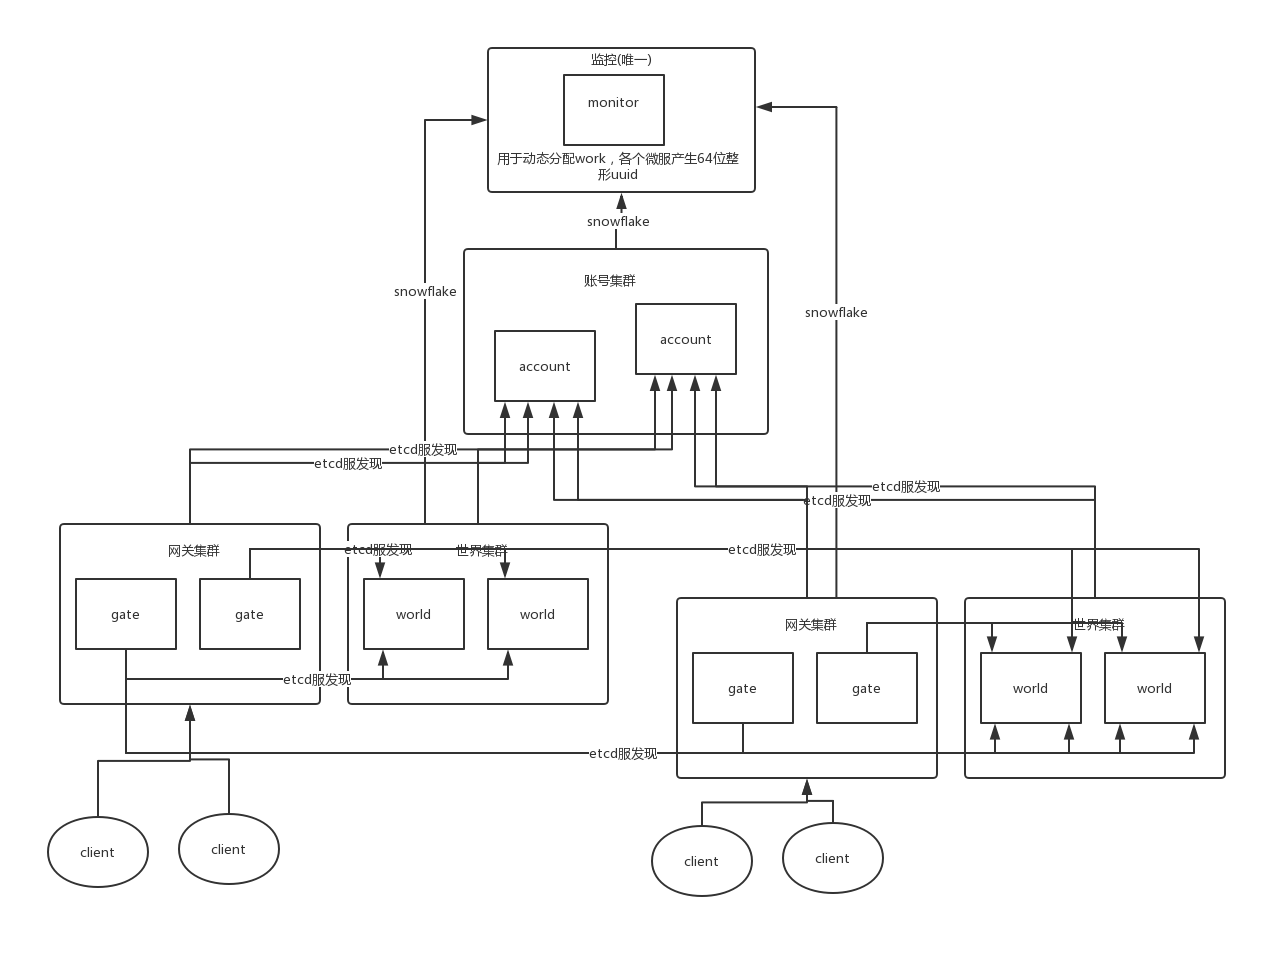 监控(唯一)
monitor
用于动态分配work，各个微服产生64位整
形uuid
snowflake
snowflake
snowflake
账号集群
account
account
etcd服发现
etcd服发现
etcd服发现
etcd服发现
网关集群
etcd服发现
世界集群
etcd服发现
gate
gate
world
world
网关集群
世界集群
etcd服发现
gate
gate
world
world
etcd服发现
client
client
client
client